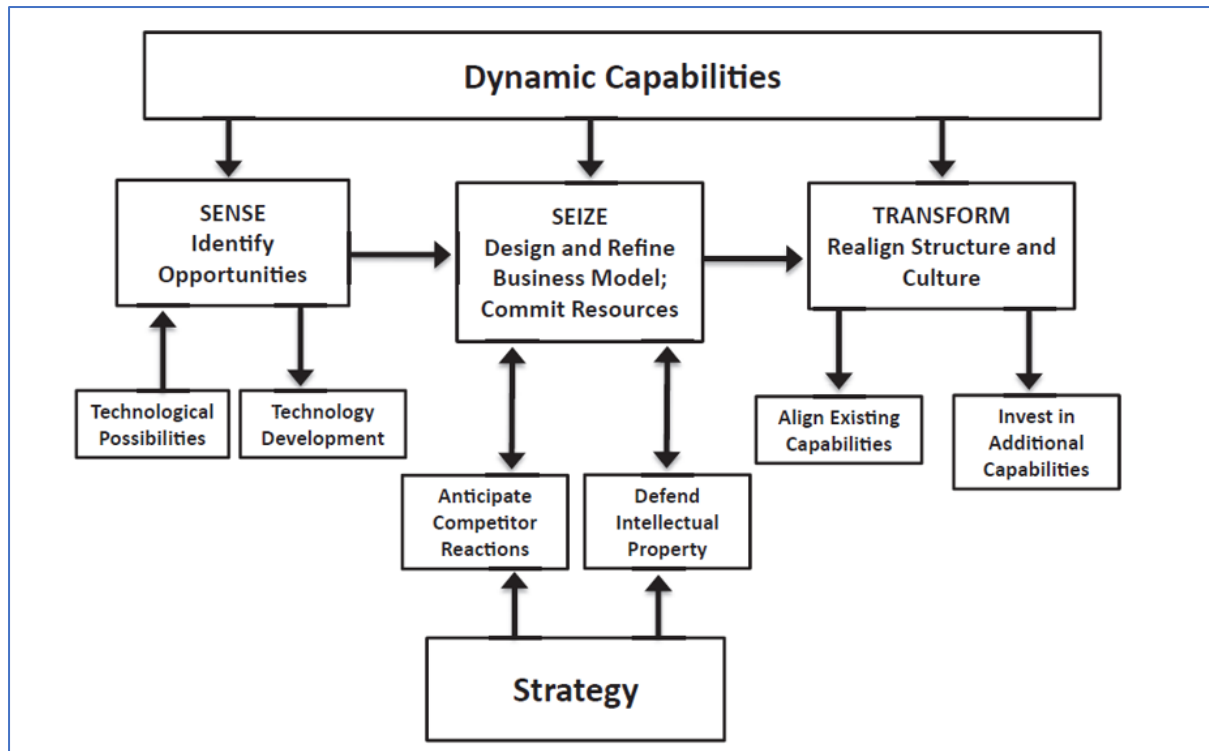 Dynamic Capabilities
SENSE
Identify
Opportunities
SEIZE
Design and Refine
Business Model;
Commit Resources
TRANSFORM
Realign Structure and
Culture
Technological
Possibilities
Technology
Development
Anticipate
Competitor
Reactions
Defend
Intellectual
Property
Align Existing
Capabilities
Invest in
Additional
Capabilities
Strategy